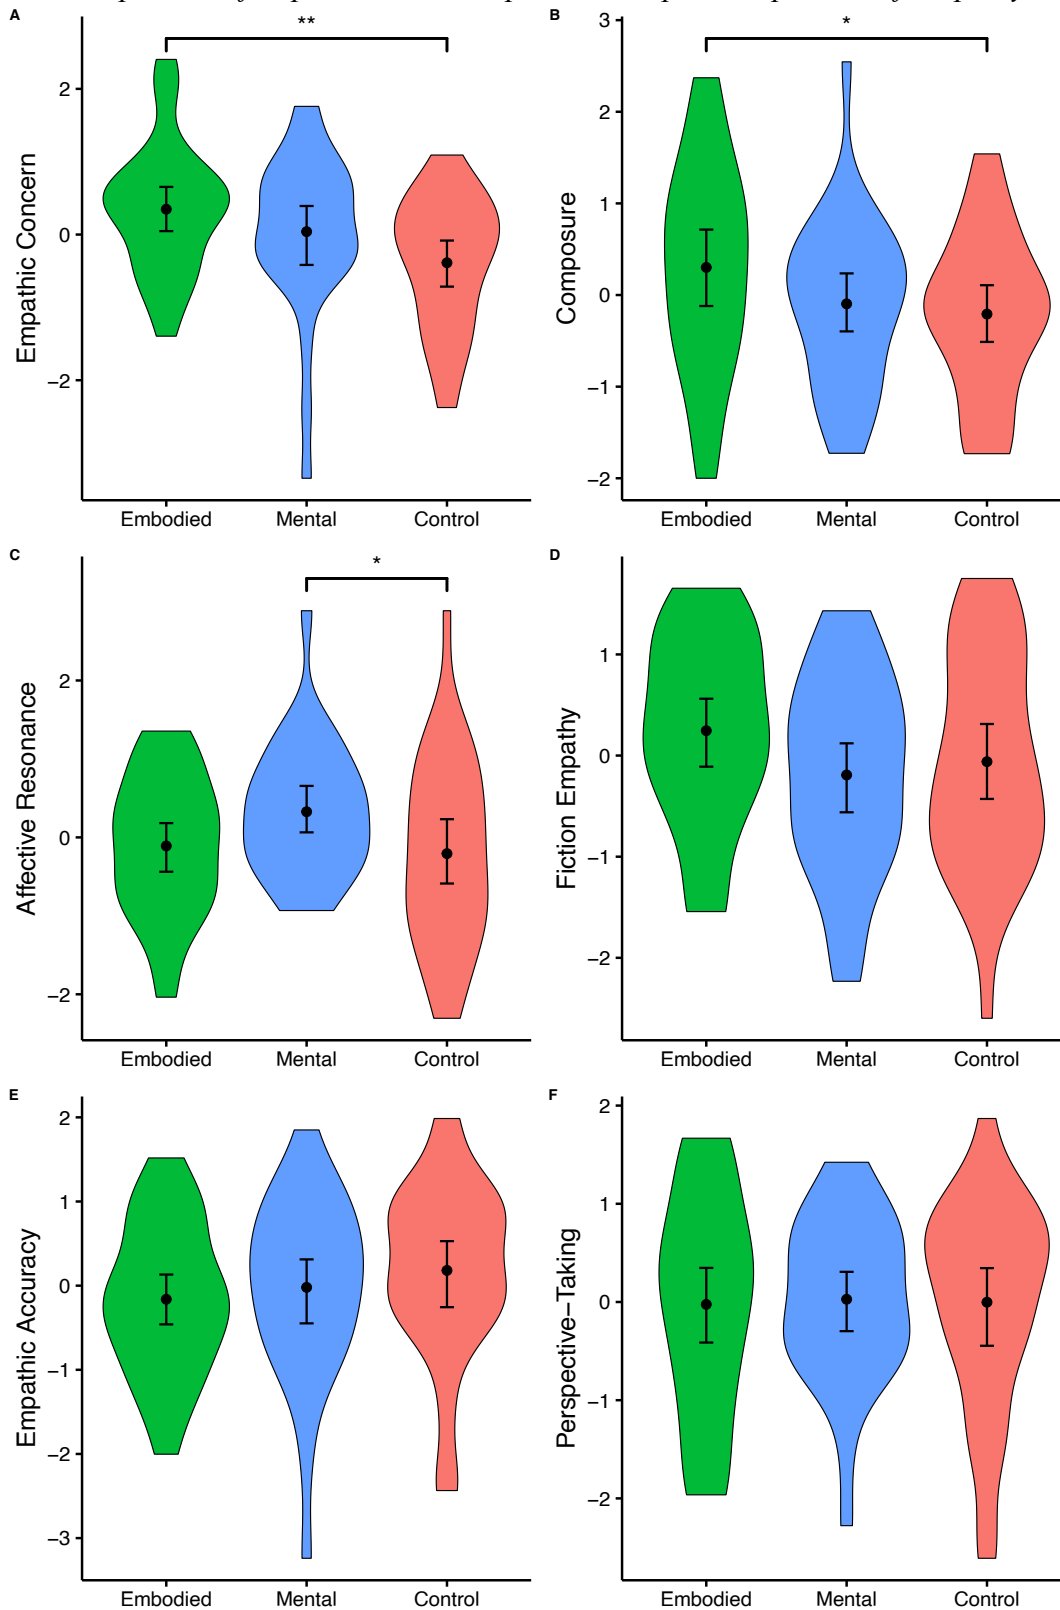 A
**
2
0
−2
Empathic Concern
Embodied Mental Control
B
*
3
2
1
0
−1
−2
Composure
Embodied Mental Control
C
*
2
0
−2
Affective Resonance
Embodied Mental Control
D
1
0
−1
−2
Fiction Empathy
Embodied Mental Control
E
2
1
0
−1
−2
−3
Empathic Accuracy
Embodied Mental Control
F
2
1
0
−1
−2
Perspective−Taking
Embodied Mental Control